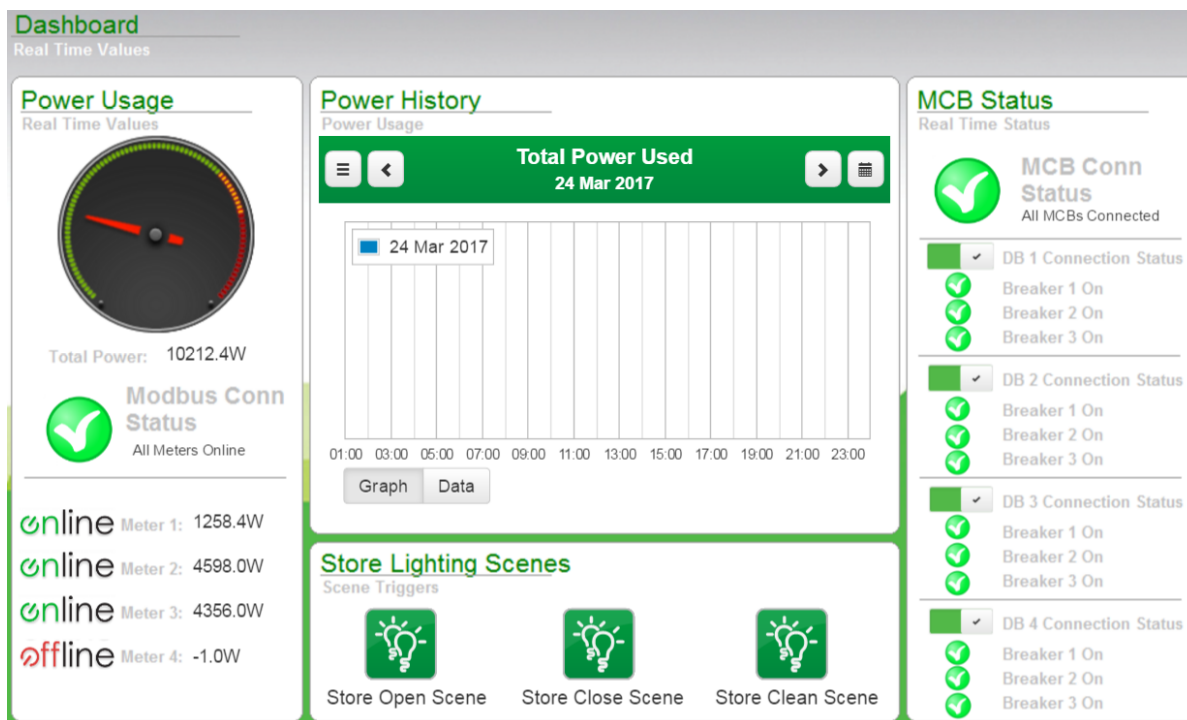 Dashboard
Real Time Values
Power Usage
Real Time Values
Total Power: 10212.4W
Modbus Conn
Status
All Meters Online
online Meter 1: 1258.4W
online Meter 2: 4598.0W
online Meter 3: 4356.0W
offline Meter 4: -1.0W
Power History
Power Usage
Total Power Used
24 Mar 2017
24 Mar 2017
01:00 03:00 05:00 07:00 09:00 11:00 13:00 15:00 17:00 19:00 21:00 23:00
Graph Data
Store Lighting Scenes
Scene Triggers
Store Open Scene Store Close Scene Store Clean Scene
MCB Status
Real Time Status
MCB Conn
Status
All MCBs Connected
DB 1 Connection Status
Breaker 1 On
Breaker 2 On
Breaker 3 On
DB 2 Connection Status
Breaker 1 On
Breaker 2 On
Breaker 3 On
DB 3 Connection Status
Breaker 1 On
Breaker 2 On
Breaker 3 On
DB 4 Connection Status
Breaker 1 On
Breaker 2 On
Breaker 3 On